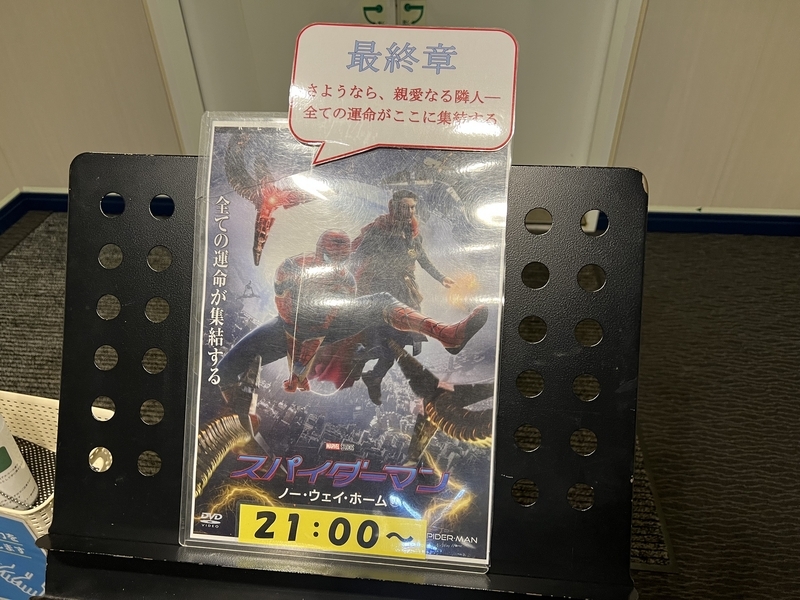 最終章
さようなら、親愛なる隣人―
全ての運命がここに集結する
全ての運命が集結する
MARVEL STUDIOS
スパイダーマン
ノー・ウェイ・ホーム
DVD
VIDEO
21:00〜
SPIDER-MAN